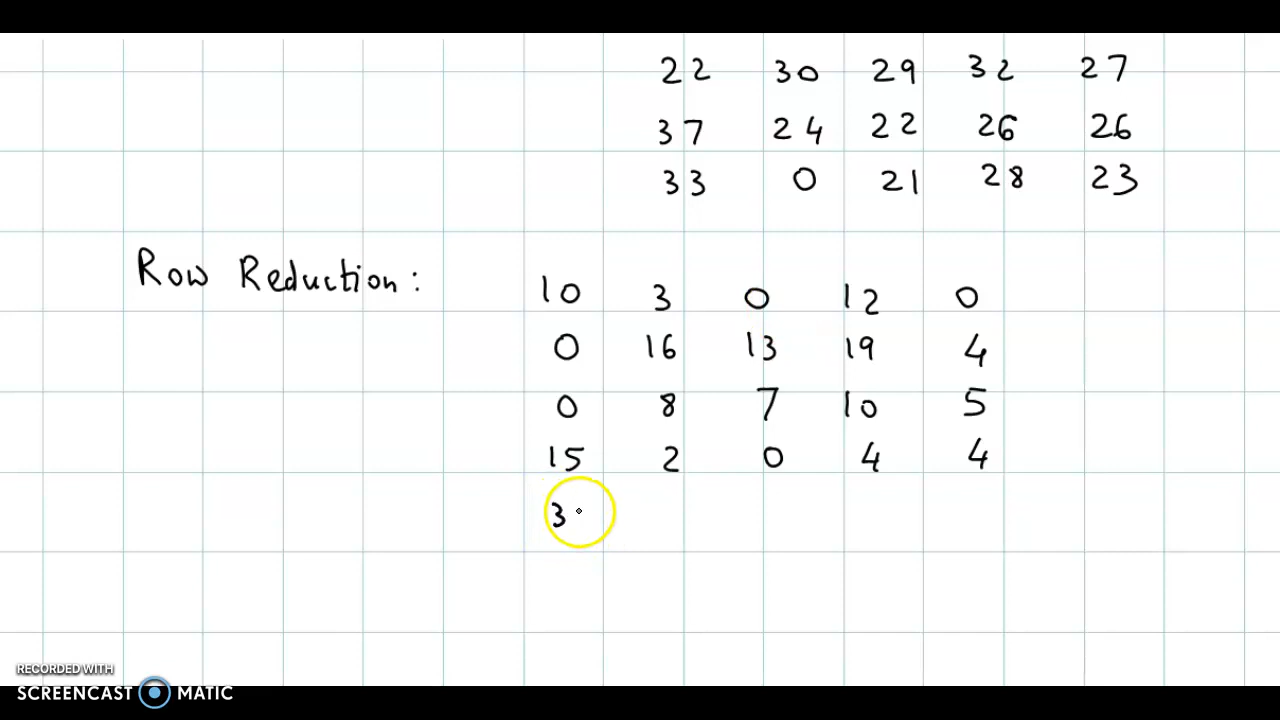 22 30 29 32 27
37 24 22 26 26
33 0 21 28 23
Row Reduction: 10 3 0 12 0
0 16 13 19 4
0 8 7 10 5
15 2 0 4 4
3
RECORDED WITH
SCREENCAST MATIC